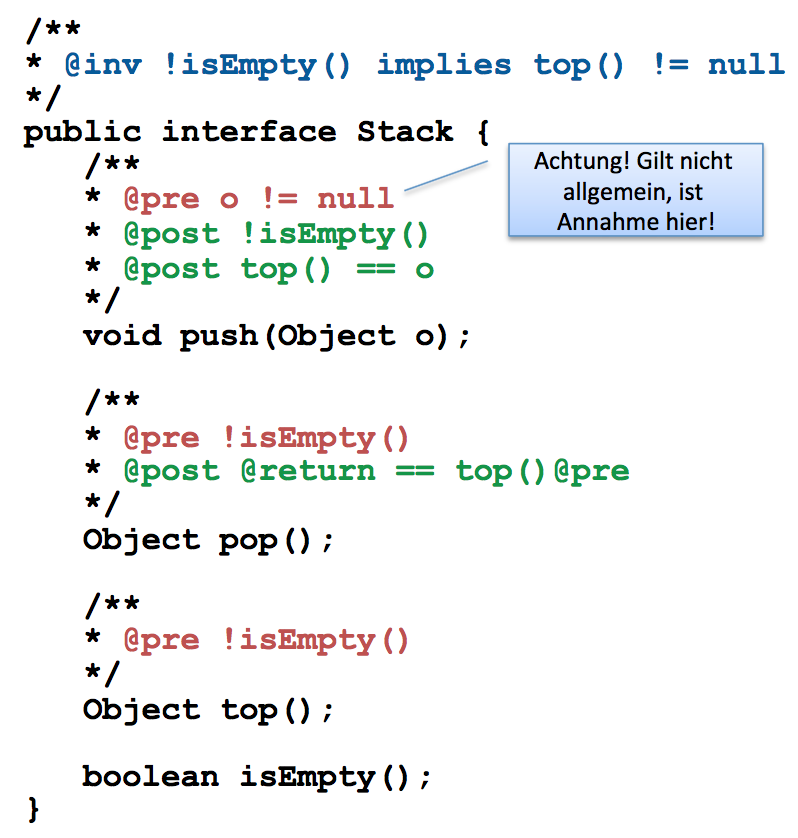 /**
* @inv !isEmpty() implies top() != null
*/
public interface Stack {
/**
* @pre o != null
* @post !isEmpty()
* @post top() == o
*/
void push(Object o);
Achtung! Gilt nicht
allgemein, ist
Annahme hier!
/**
* @pre !isEmpty()
* @post @return == top()@pre
*/
Object pop();
/**
* @pre !isEmpty()
*/
Object top();
boolean isEmpty();
}